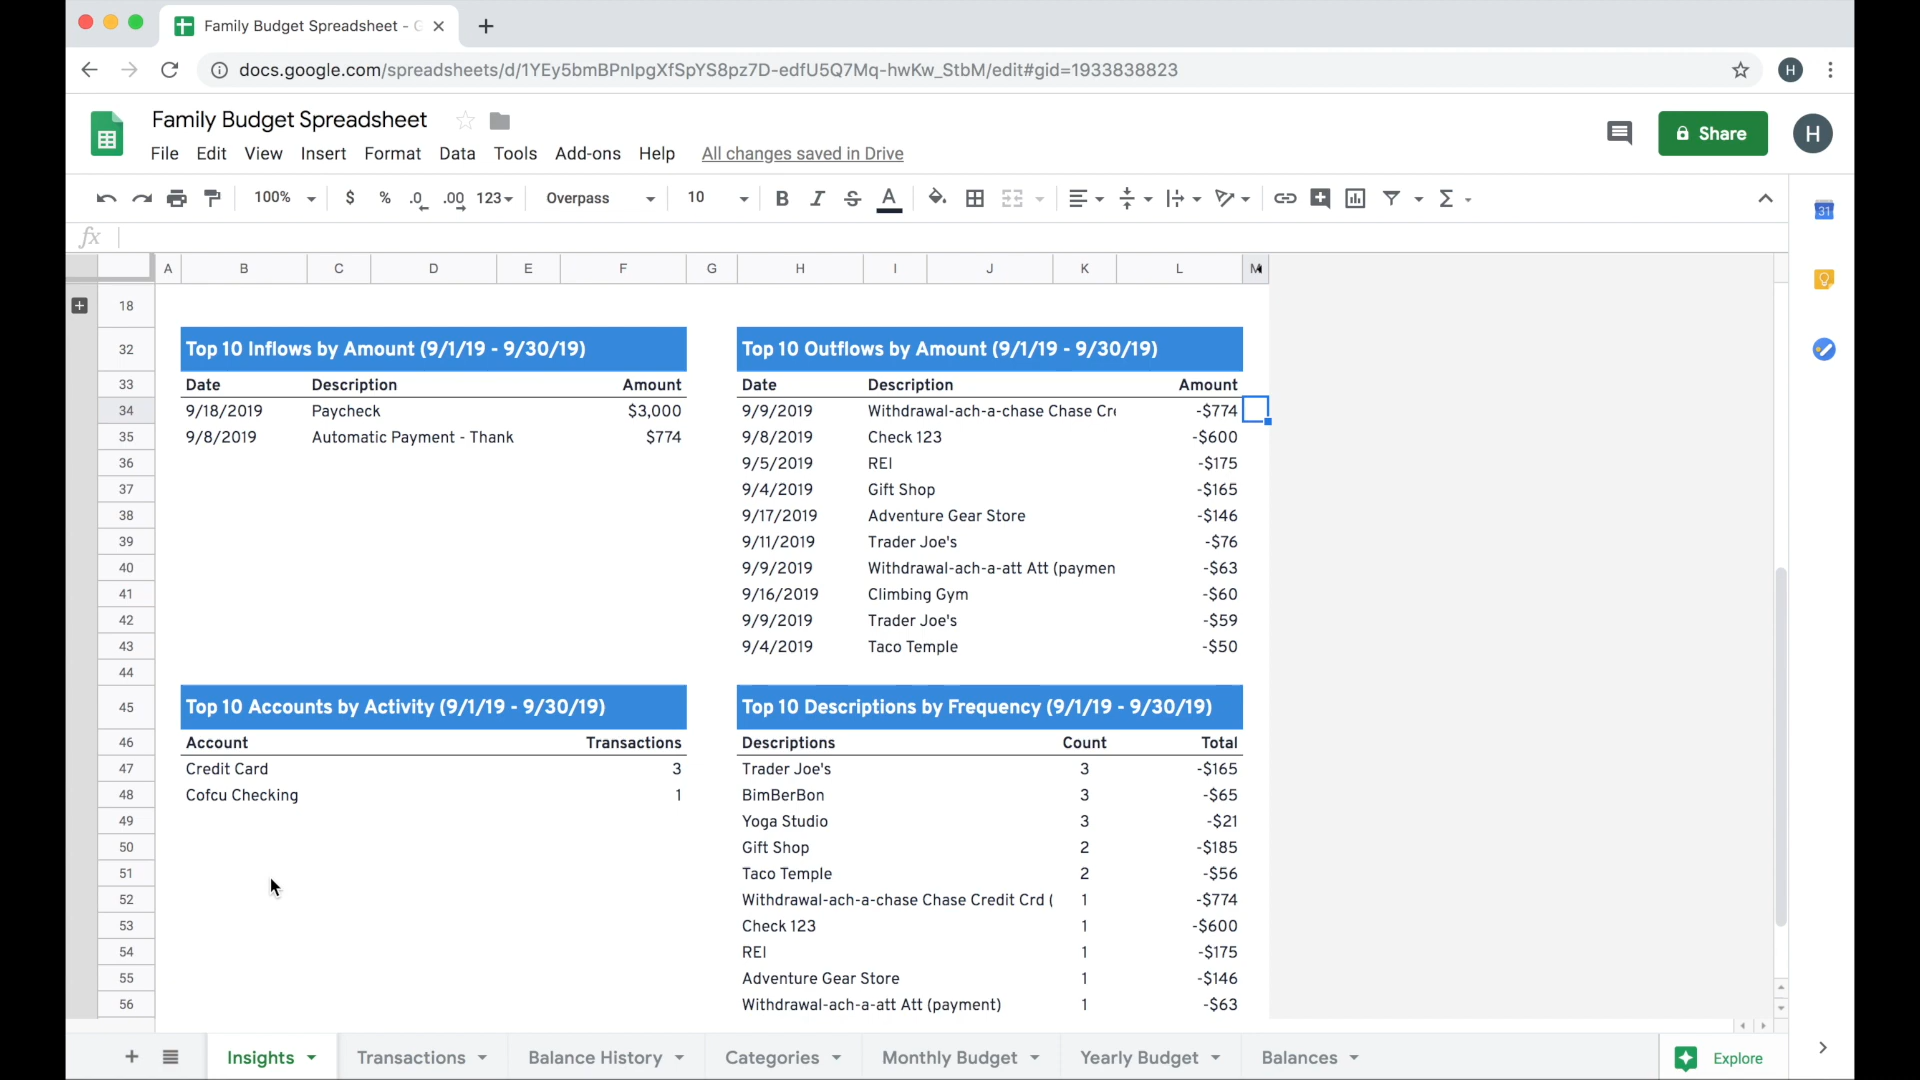 Family Budget Spreadsheet - G
docs.google.com/spreadsheets/d/1YEy5bmBPnIpgXfSpYS8pz7D-edfU5Q7Mq-hwKw_StbM/edit#gid=1933838823
H
Family Budget Spreadsheet
Share
H
File Edit View Insert Format Data Tools Add-ons Help All changes saved in Drive
100% $ % .0 .00 123 Overpass 10 B I S A Σ
31
fx
A B C D E F G H I J K L M
18
32 Top 10 Inflows by Amount (9/1/19 - 9/30/19) Top 10 Outflows by Amount (9/1/19 - 9/30/19)
33 Date Description Amount Date Description Amount
34 9/18/2019 Paycheck $3,000 9/9/2019 Withdrawal-ach-a-chase Chase Cre -$774
35 9/8/2019 Automatic Payment - Thank $774 9/8/2019 Check 123 -$600
36 9/5/2019 REI -$175
37 9/4/2019 Gift Shop -$165
38 9/17/2019 Adventure Gear Store -$146
39 9/11/2019 Trader Joe's -$76
40 9/9/2019 Withdrawal-ach-a-att Att (paymen -$63
41 9/16/2019 Climbing Gym -$60
42 9/9/2019 Trader Joe's -$59
43 9/4/2019 Taco Temple -$50
44
45 Top 10 Accounts by Activity (9/1/19 - 9/30/19) Top 10 Descriptions by Frequency (9/1/19 - 9/30/19)
46 Account Transactions Descriptions Count Total
47 Credit Card 3 Trader Joe's 3 -$165
48 Cofcu Checking 1 BimBerBon 3 -$65
49 Yoga Studio 3 -$21
50 Gift Shop 2 -$185
51 Taco Temple 2 -$56
52 Withdrawal-ach-a-chase Chase Credit Crd ( 1 -$774
53 Check 123 1 -$600
54 REI 1 -$175
55 Adventure Gear Store 1 -$146
56 Withdrawal-ach-a-att Att (payment) 1 -$63
Insights Transactions Balance History Categories Monthly Budget Yearly Budget Balances Explore